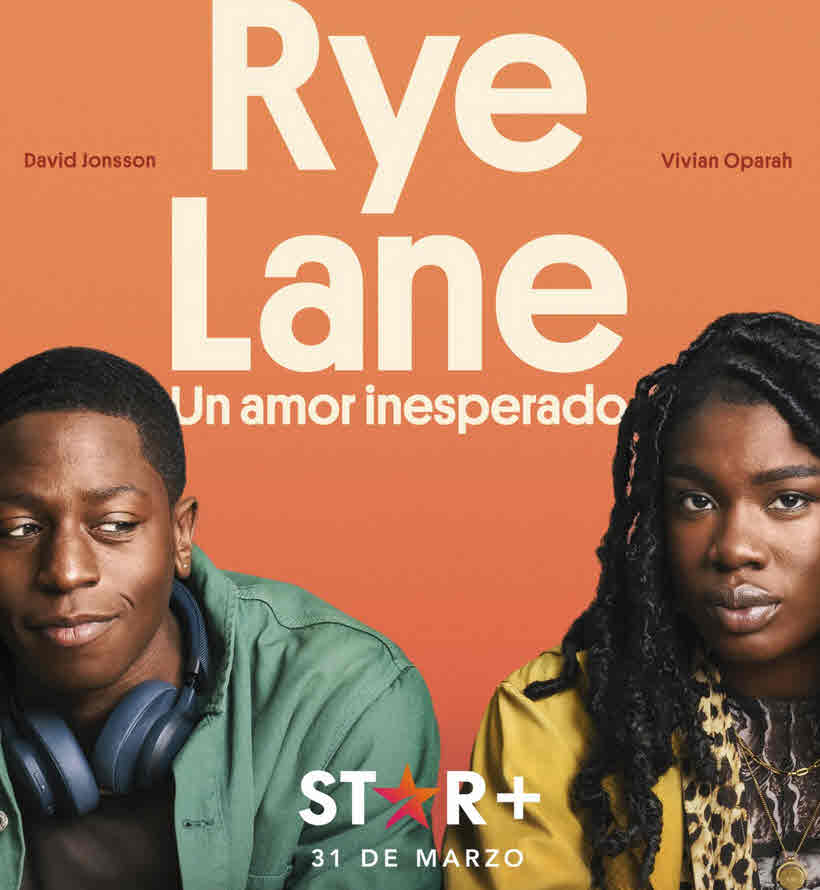 Rye
David Jonsson
Vivian Oparah
Lane
Un amor inesperado
STAR+
31 DE MARZO